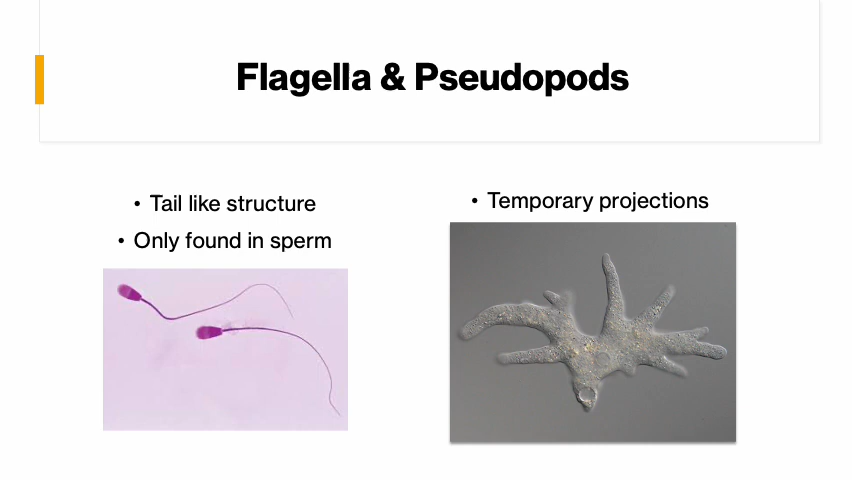 Flagella & Pseudopods
• Tail like structure
• Only found in sperm
• Temporary projections